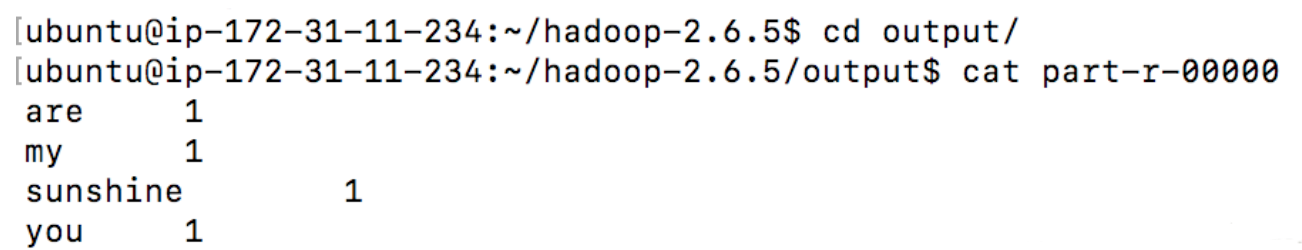 [ubuntu@ip-172-31-11-234:~/hadoop-2.6.5$ cd output/
[ubuntu@ip-172-31-11-234:~/hadoop-2.6.5/output$ cat part-r-00000
are	1
my	1
sunshine	1
you	1